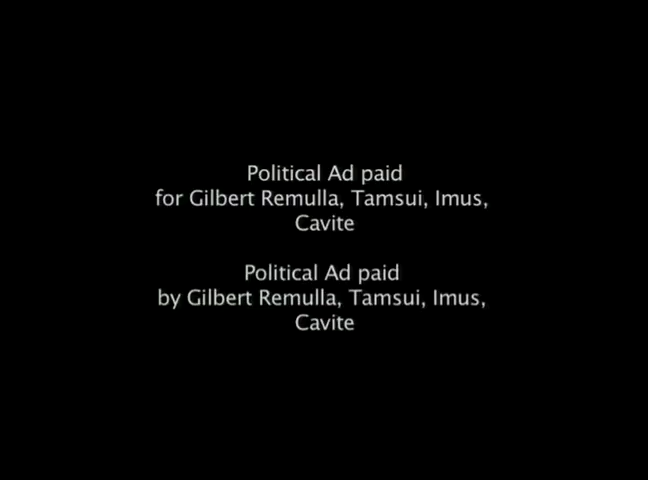 Political Ad paid
for Gilbert Remulla, Tamsui, Imus,
Cavite
Political Ad paid
by Gilbert Remulla, Tamsui, Imus,
Cavite